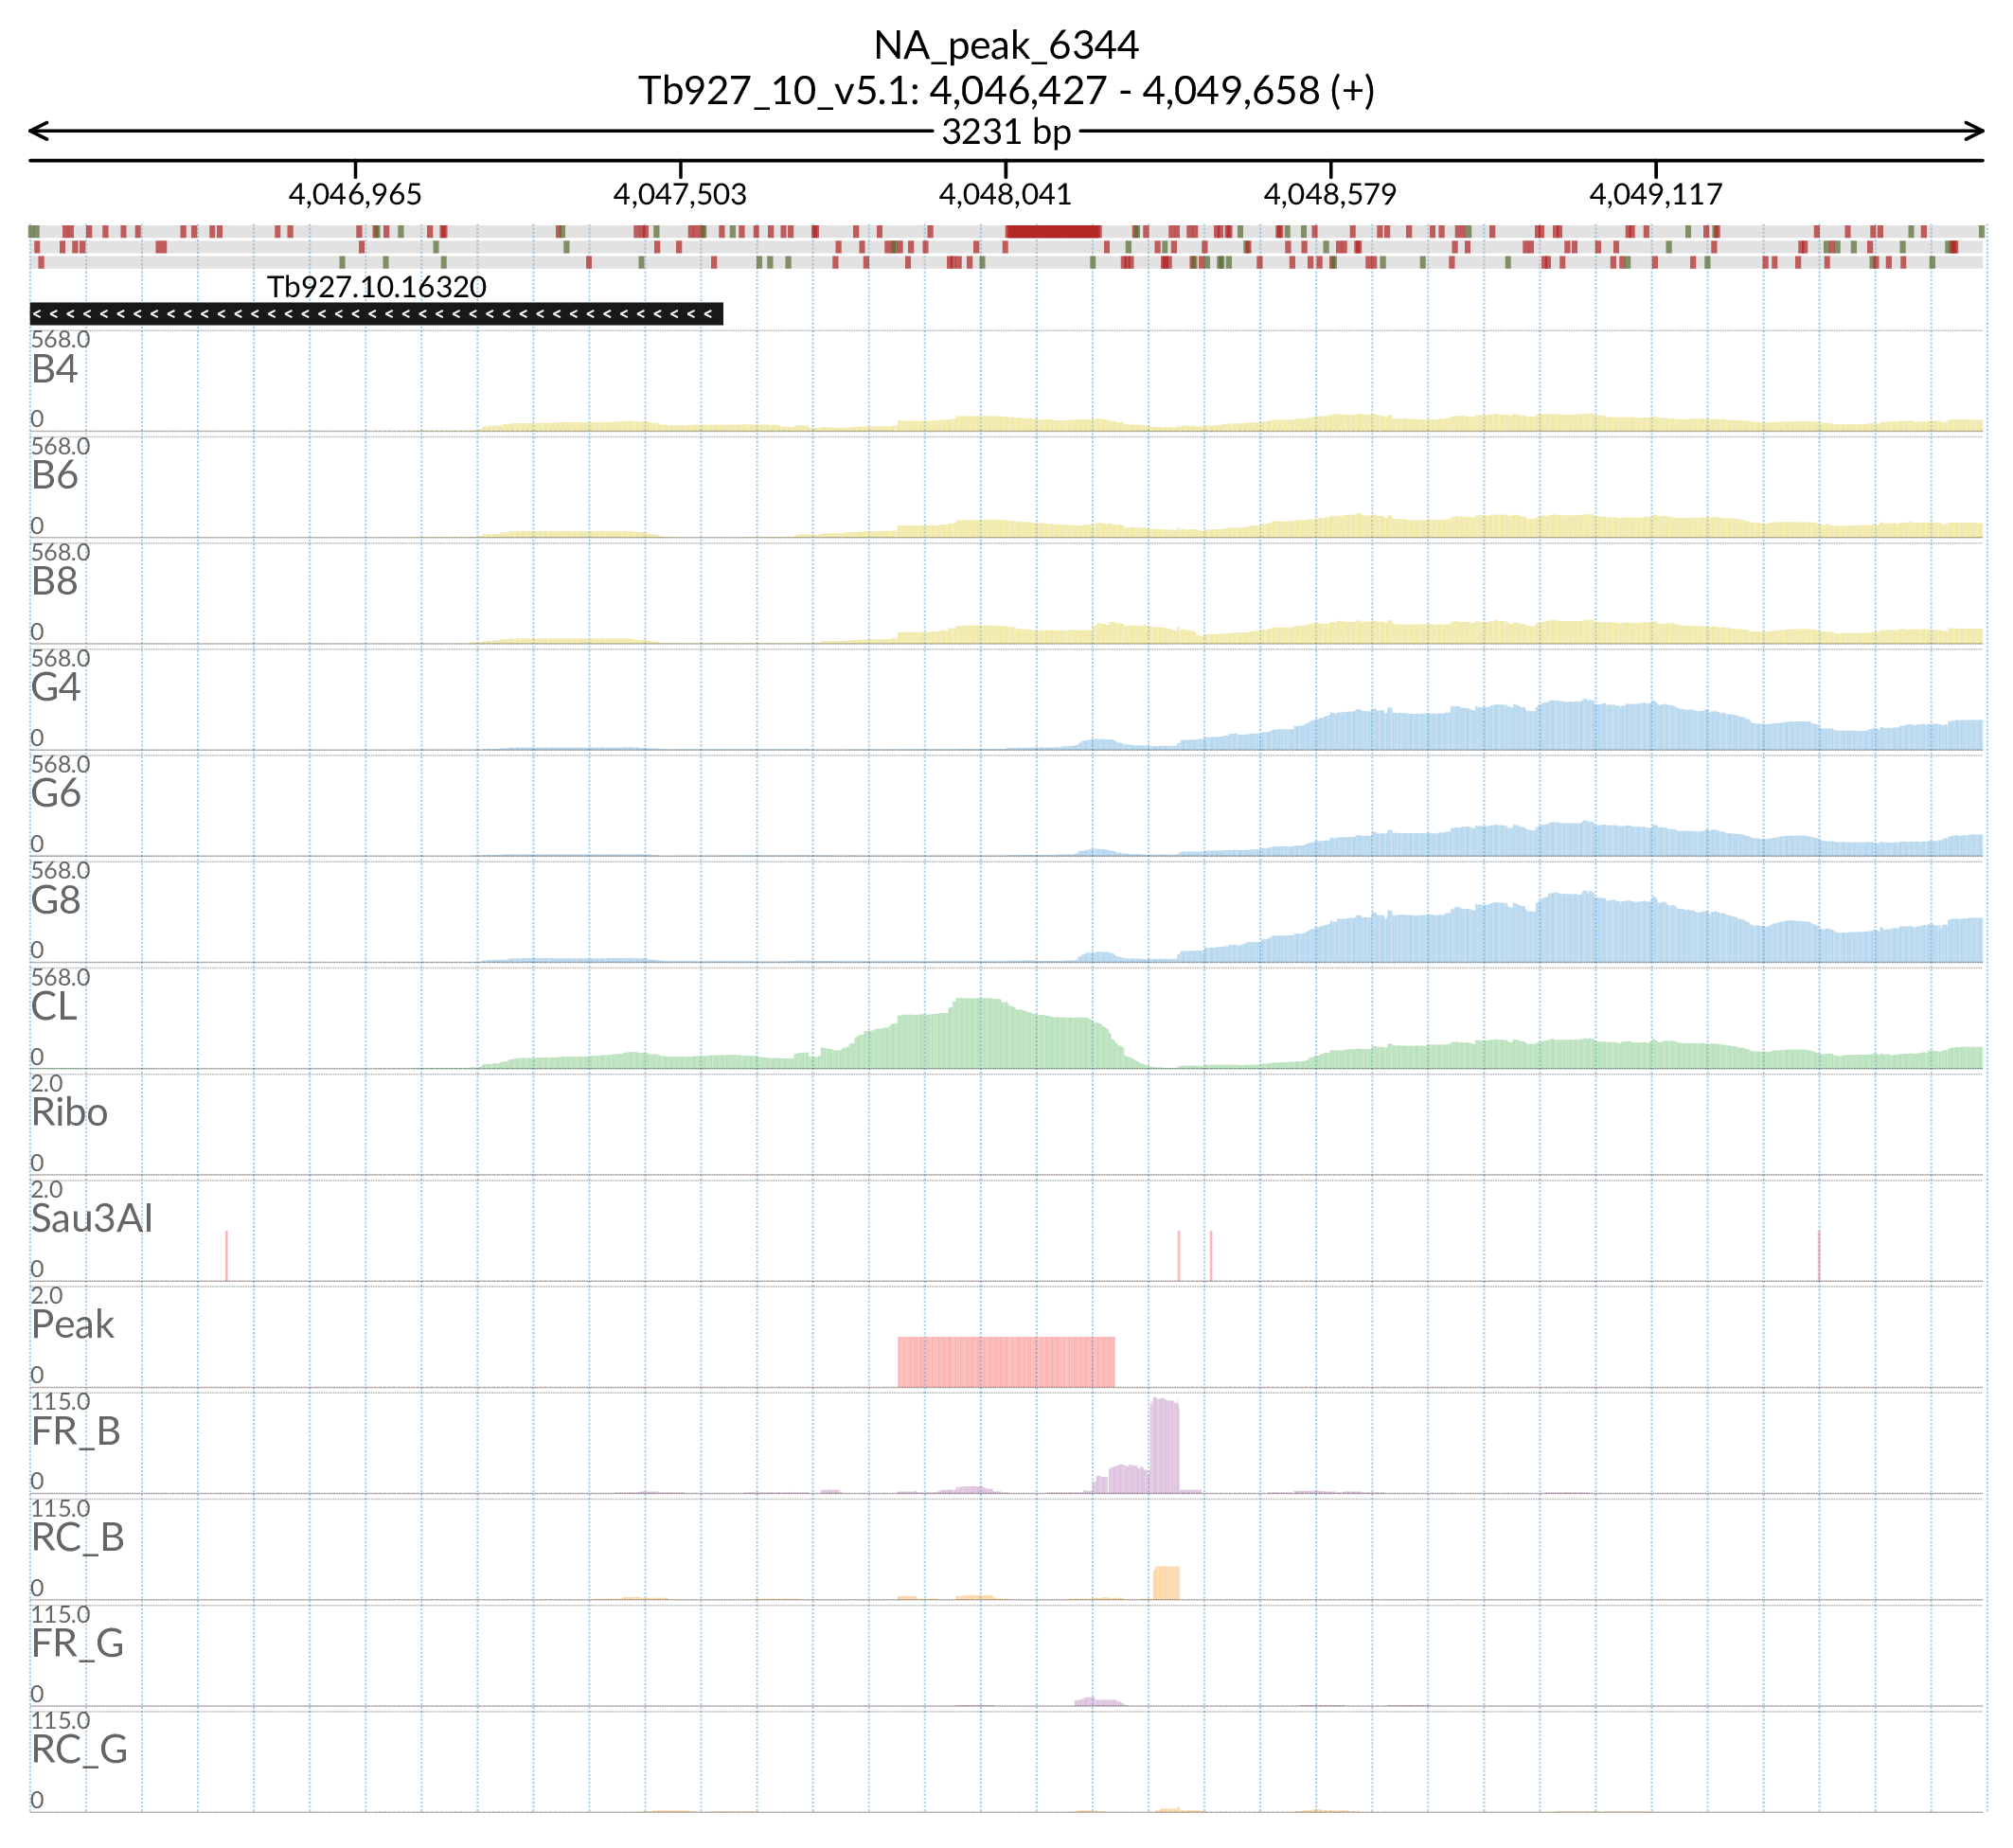 NA_peak_6344
Tb927_10_v5.1: 4,046,427 - 4,049,658 (+)
3231 bp
4,046,965 4,047,503 4,048,041 4,048,579 4,049,117
Tb927.10.16320
< < < < < < < < < < < < < < < < < < < < < < < < < < < < < < < < < < < < < < < < <
568.0
B4
0
568.0
B6
0
568.0
B8
0
568.0
G4
0
568.0
G6
0
568.0
G8
0
568.0
CL
0
2.0
Ribo
0
2.0
Sau3AI
0
2.0
Peak
0
115.0
FR_B
0
115.0
RC_B
0
115.0
FR_G
0
115.0
RC_G
0